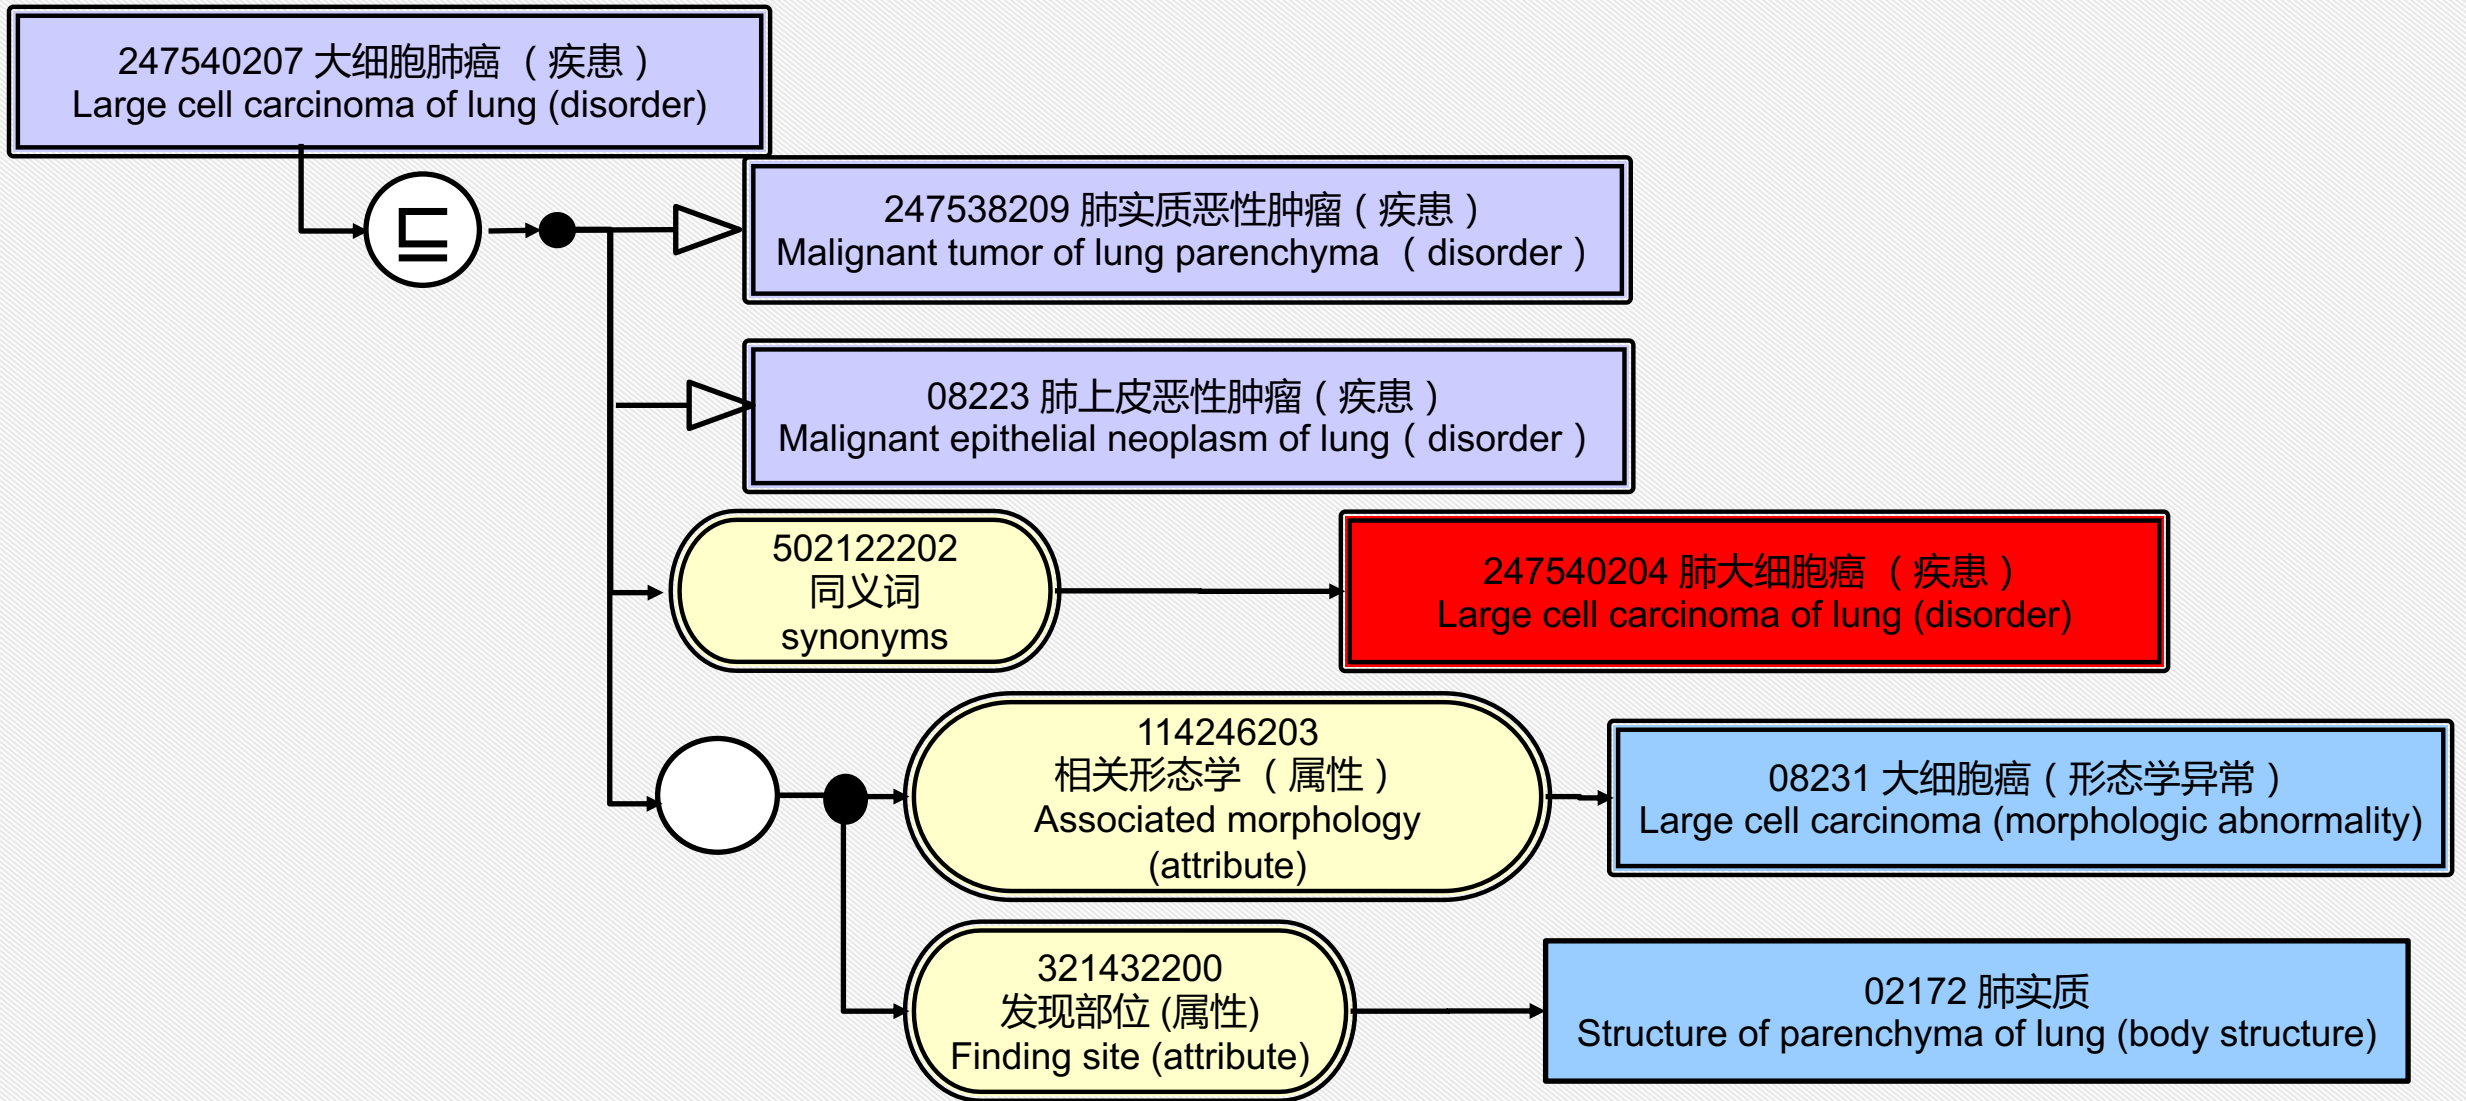 247540207 大细胞肺癌 （疾患）
Large cell carcinoma of lung (disorder)
⊑
247538209 肺实质恶性肿瘤（疾患）
Malignant tumor of lung parenchyma （disorder）
08223 肺上皮恶性肿瘤（疾患）
Malignant epithelial neoplasm of lung（disorder）
502122202
同义词
synonyms
247540204 肺大细胞癌 （疾患）
Large cell carcinoma of lung (disorder)
114246203
相关形态学 （属性）
Associated morphology
(attribute)
08231 大细胞癌（形态学异常）
Large cell carcinoma (morphologic abnormality)
321432200
发现部位 (属性)
Finding site (attribute)
02172 肺实质
Structure of parenchyma of lung (body structure)